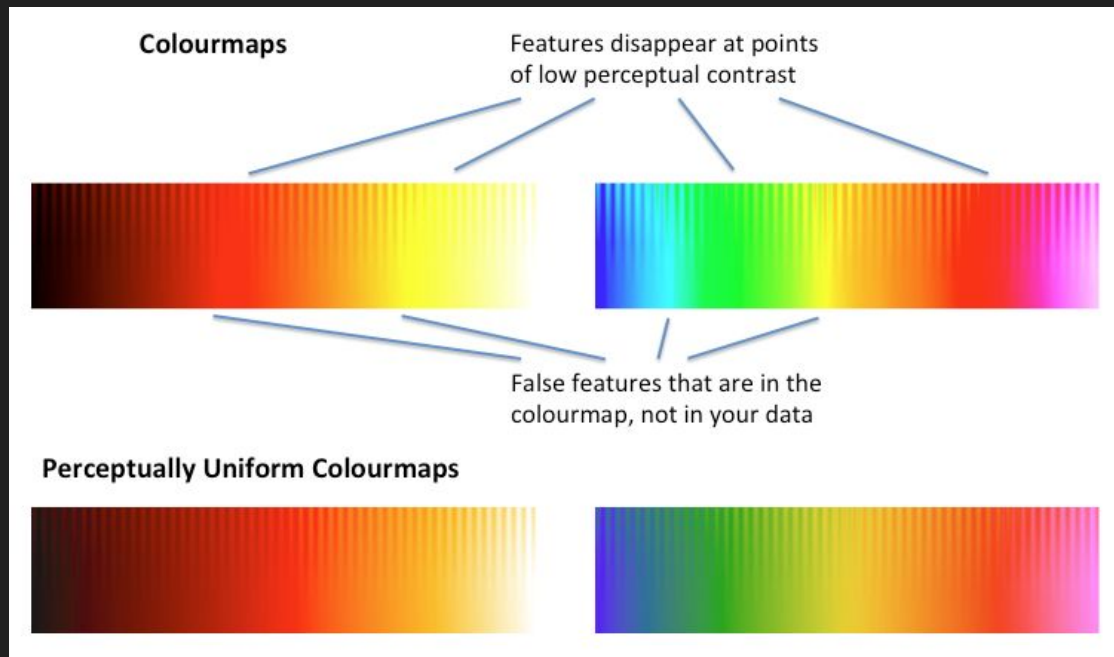 Colourmaps
Features disappear at points
of low perceptual contrast
False features that are in the
colourmap, not in your data
Perceptually Uniform Colourmaps